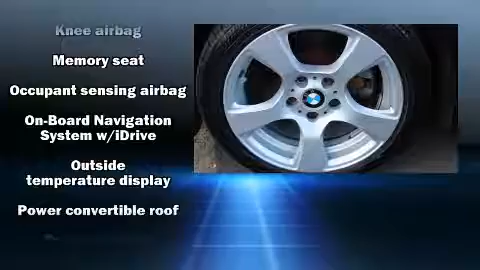 Knee airbag
Memory seat
Occupant sensing airbag
On-Board Navigation
System w/iDrive
Outside
temperature display
Power convertible roof